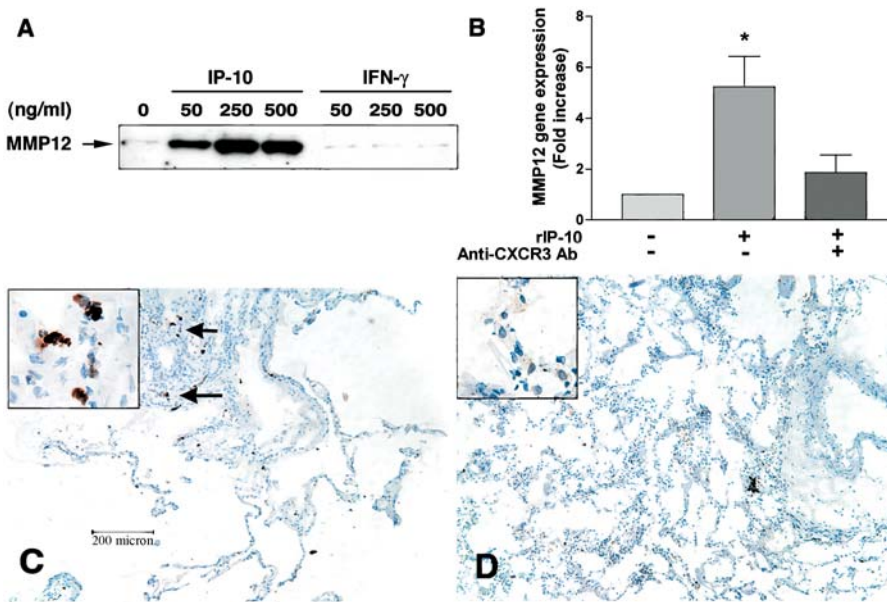 A
IP-10 IFN-γ
(ng/ml) 0 50 250 500 50 250 500
MMP12
B
MMP12 gene expression
(Fold increase)
8
6
4
2
0
*
rIP-10 - + +
Anti-CXCR3 Ab - - +
200 micron
C
D